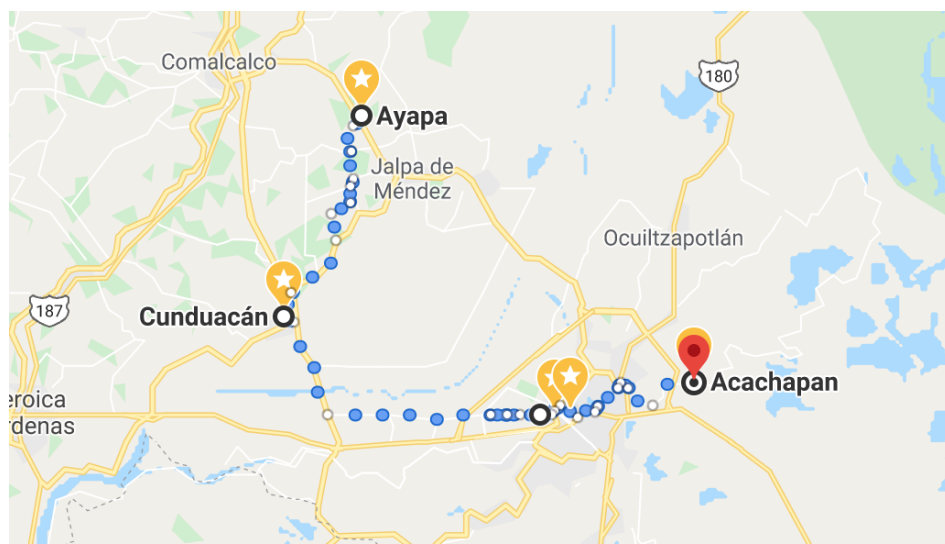 Comalcalco
180
Ayapa
Jalpa de
Méndez
Ocuiltzapotlán
187
Cunduacán
Acachapan
eroica
rdenas